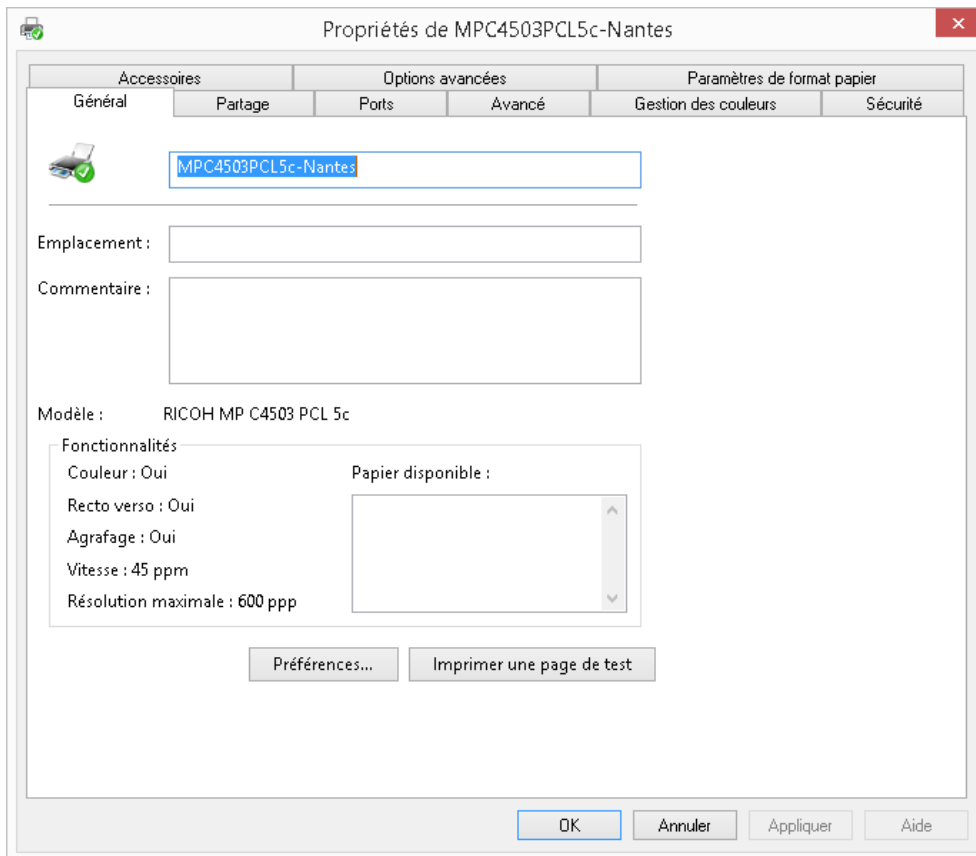 Propriétés de MPC4503PCL5c-Nantes
Accessoires Options avancées Paramètres de format papier
Général Partage Ports Avancé Gestion des couleurs Sécurité
MPC4503PCL5c-Nantes
Emplacement :
Commentaire :
Modèle : RICOH MP C4503 PCL 5c
Fonctionnalités
Couleur : Oui Papier disponible :
Recto verso : Oui
Agrafage : Oui
Vitesse : 45 ppm
Résolution maximale : 600 ppp
Préférences... Imprimer une page de test
OK Annuler Appliquer Aide